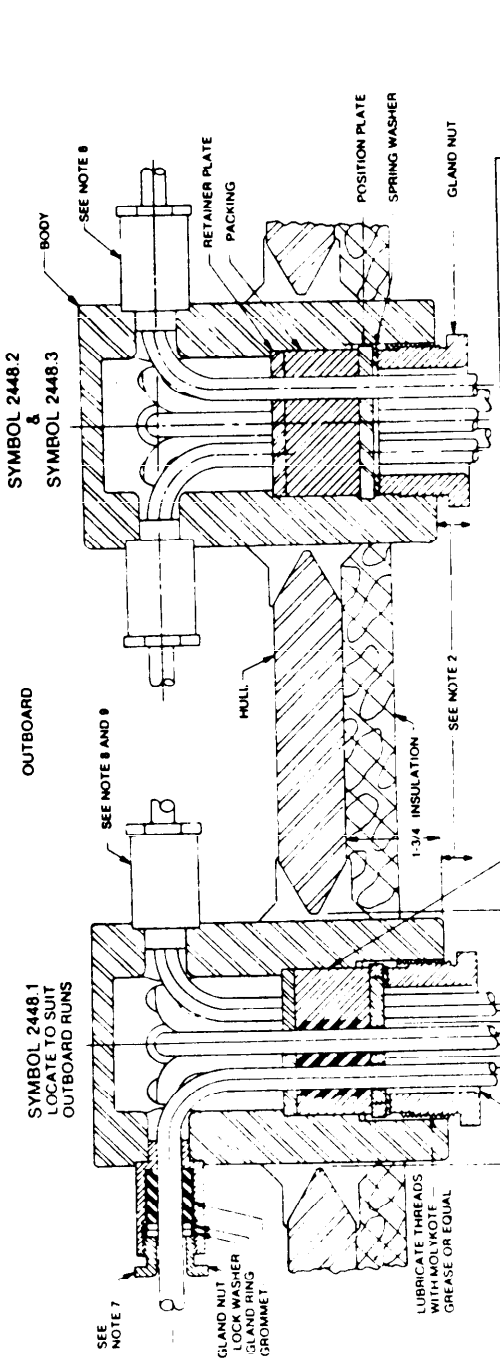 SYMBOL 2448.1
LOCATE TO SUIT
OUTBOARD RUNS
OUTBOARD
SYMBOL 2448.2
&
SYMBOL 2448.3
SEE
NOTE 7
SEE NOTE 8 AND 9
BODY
SEE NOTE 8
RETAINER PLATE
PACKING
HULL
POSITION PLATE
SPRING WASHER
GLAND NUT
GLAND NUT
LOCK WASHER
GLAND RING
GROMMET
1-3/4 INSULATION
SEE NOTE 2
LUBRICATE THREADS
WITH MOLYKOTE
GREASE OR EQUAL